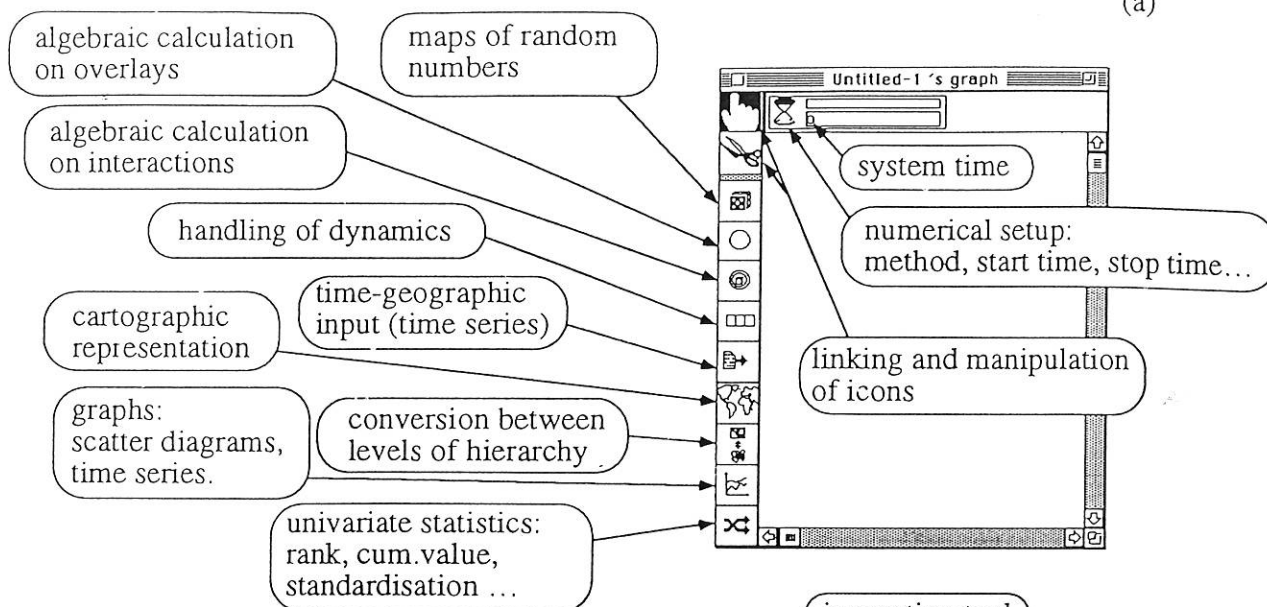 (a)
algebraic calculation
on overlays
maps of random
numbers
Untitled-1 's graph
algebraic calculation
on interactions
system time
handling of dynamics
numerical setup:
method, start time, stop time...
time-geographic
input (time series)
cartographic
representation
linking and manipulation
of icons
graphs:
scatter diagrams,
time series.
conversion between
levels of hierarchy
univariate statistics:
rank, cum.value,
standardisation ...